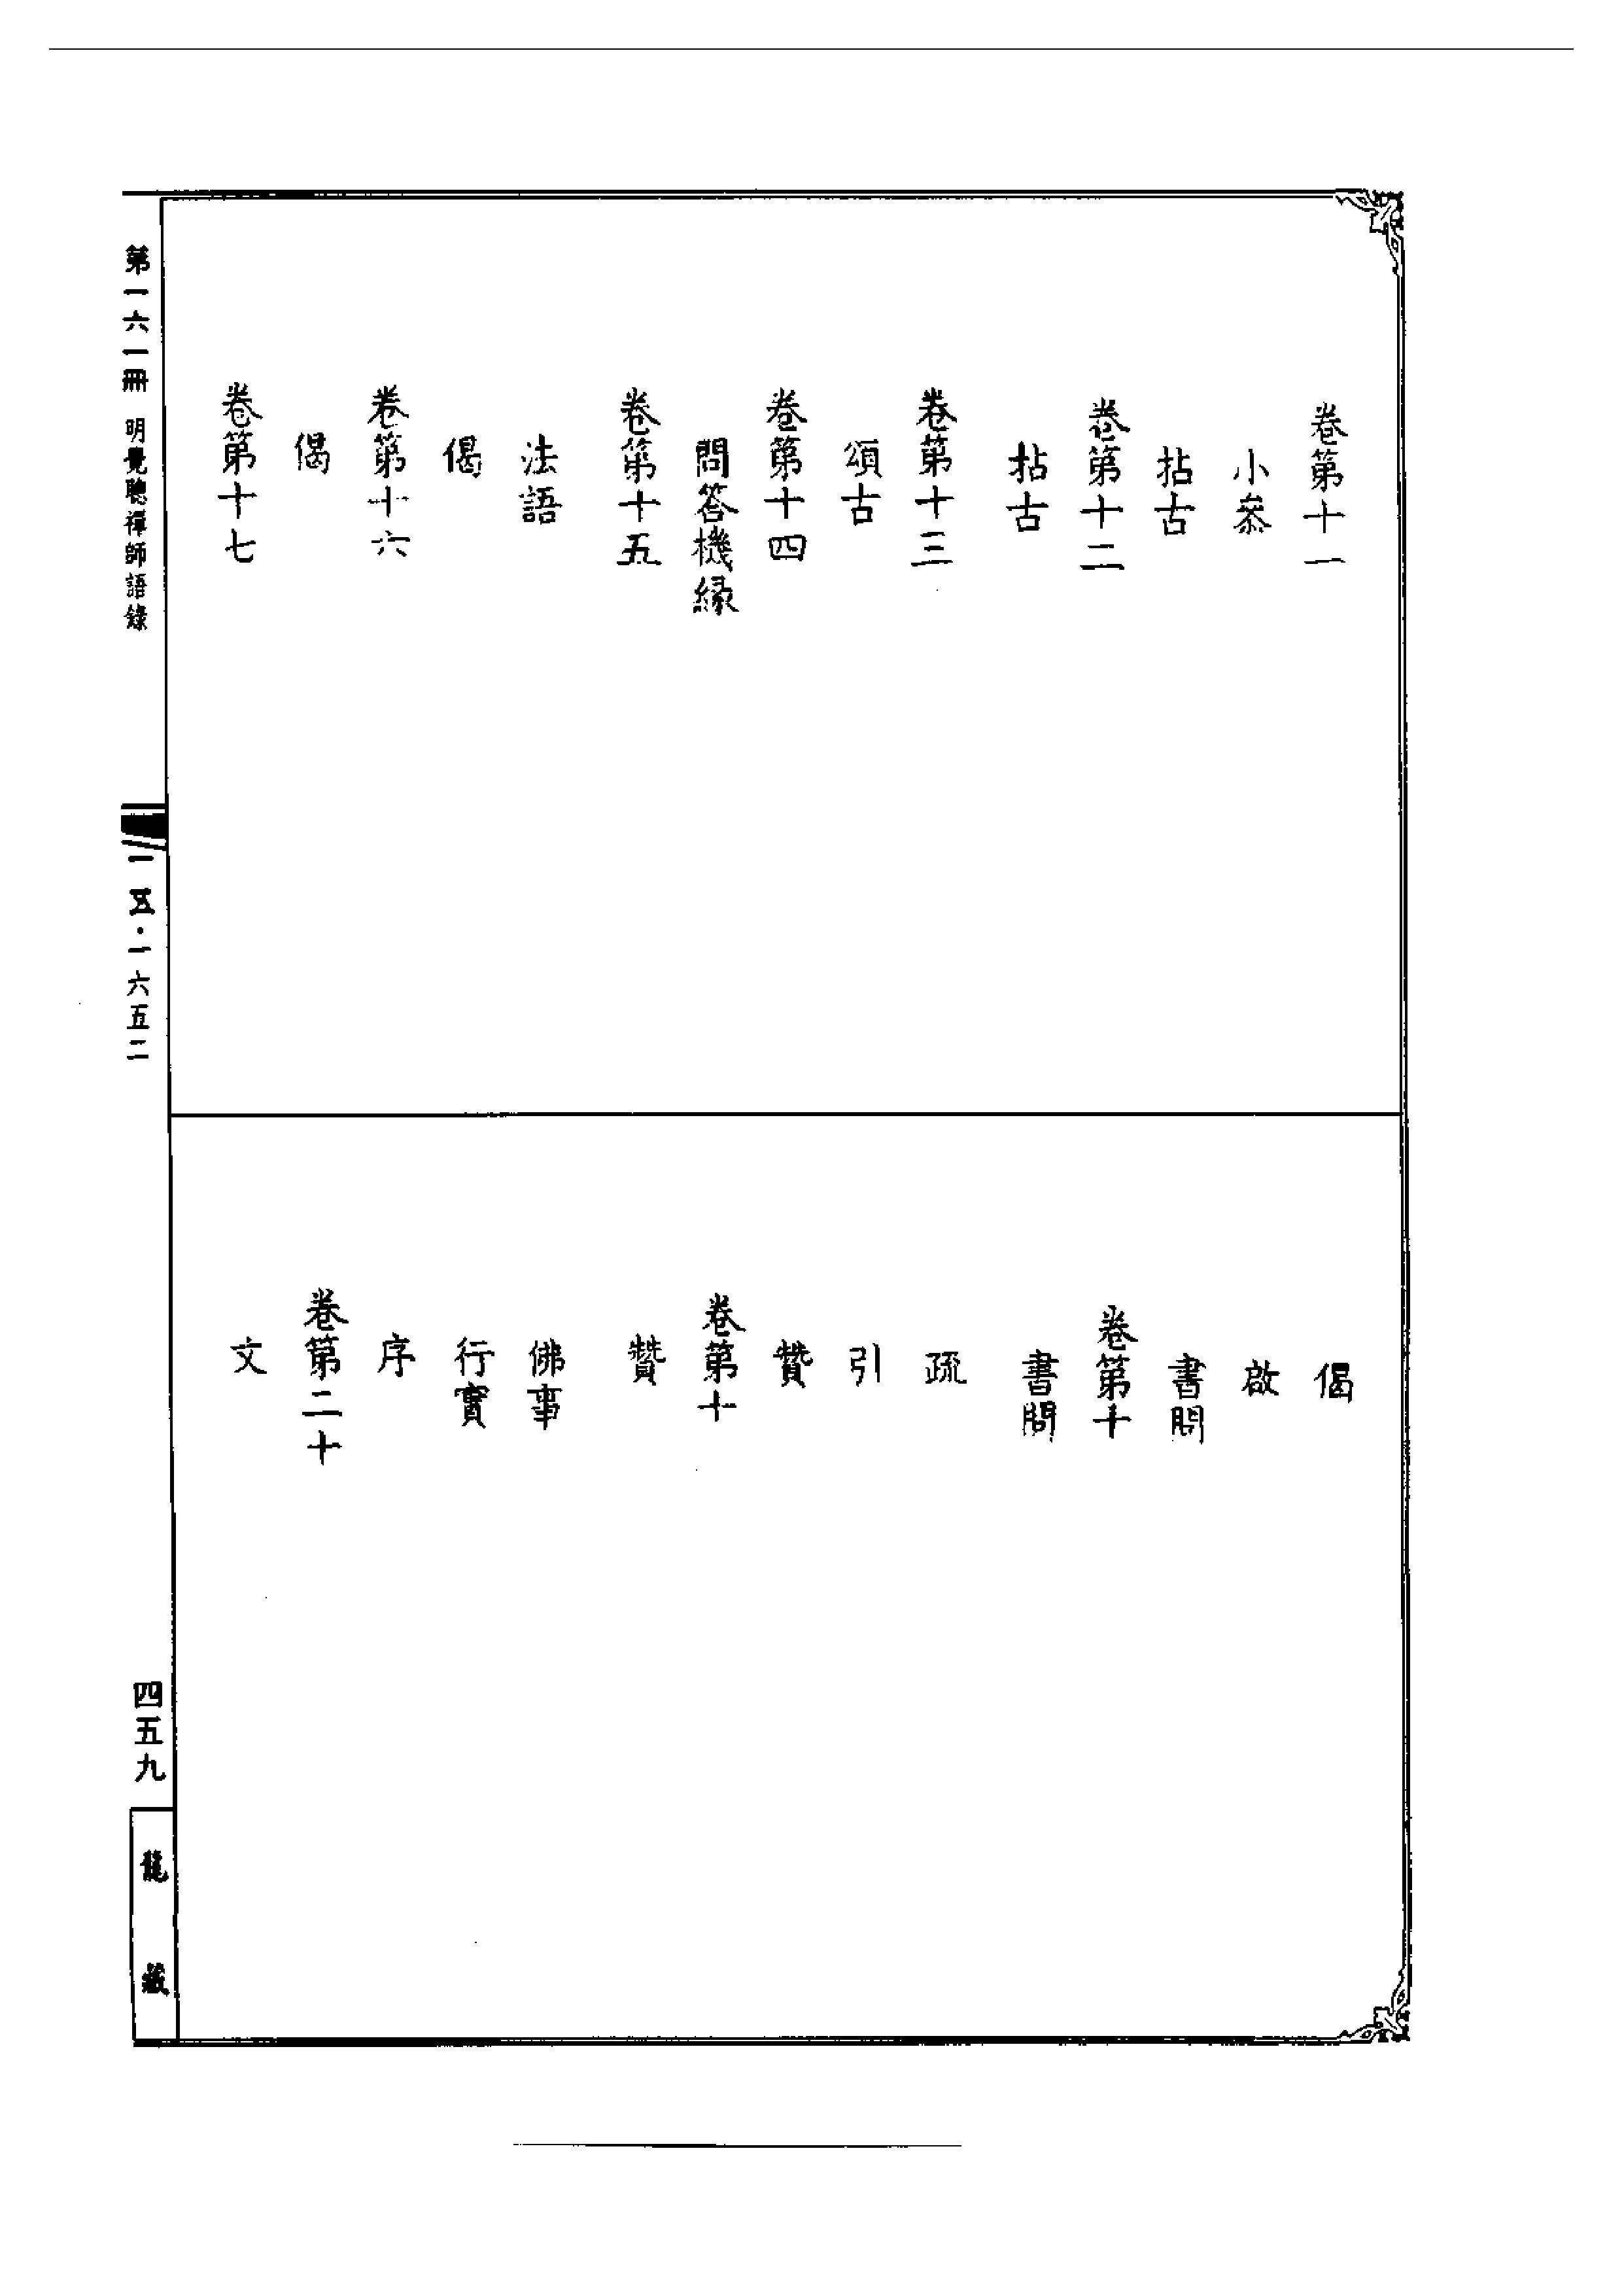 卷第十一
小叅
拈古
卷第十二
拈古
卷第十三
頌古
卷第十四
問答機緣
卷第十五
法語
偈
卷第十六
偈
卷第十七
偈
啟
書問
卷第十
書問
疏
引
贊
卷第十
贊
佛事
行實
序
卷第二十
文
第一六一冊 明覺聰禪師語錄
一五·一六五二
四五九
龍藏